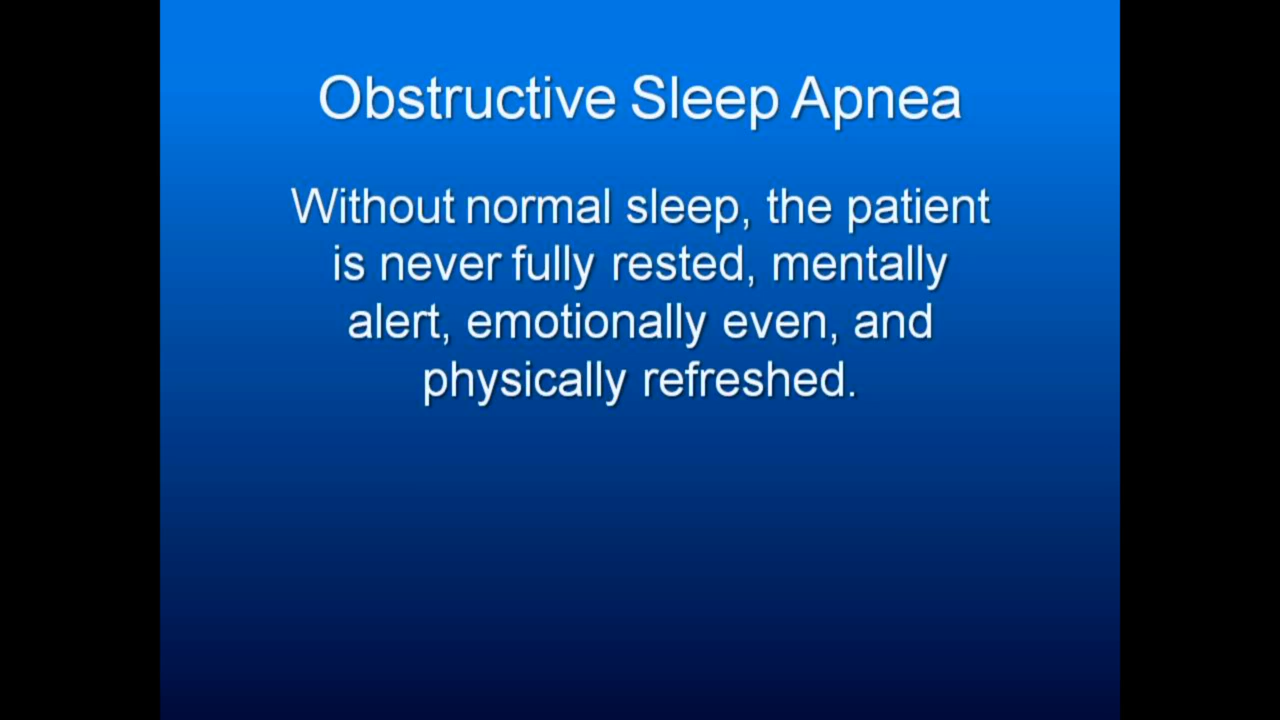 Obstructive Sleep Apnea
Without normal sleep, the patient
is never fully rested, mentally
alert, emotionally even, and
physically refreshed.